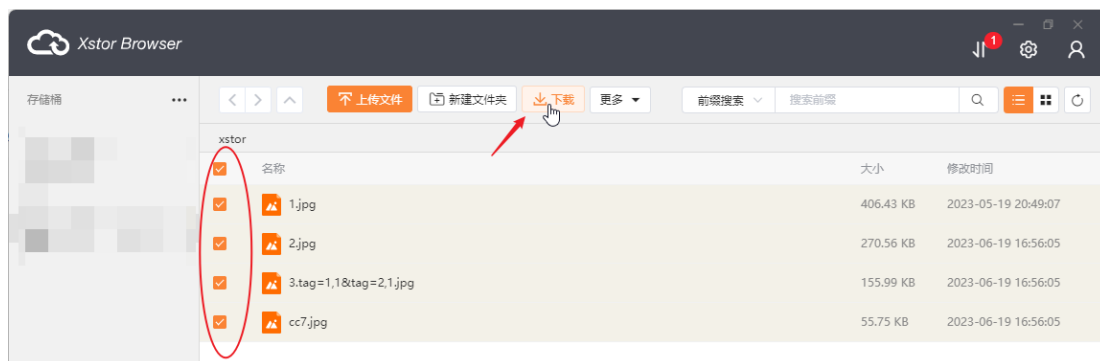 Xstor Browser
1
存储桶
上传文件 新建文件夹 下载 更多 前缀搜索 搜索前缀
xstor
名称 大小 修改时间
1.jpg 406.43 KB 2023-05-19 20:49:07
2.jpg 270.56 KB 2023-06-19 16:56:05
3.tag=1,1&tag=2,1.jpg 155.99 KB 2023-06-19 16:56:05
cc7.jpg 55.75 KB 2023-06-19 16:56:05